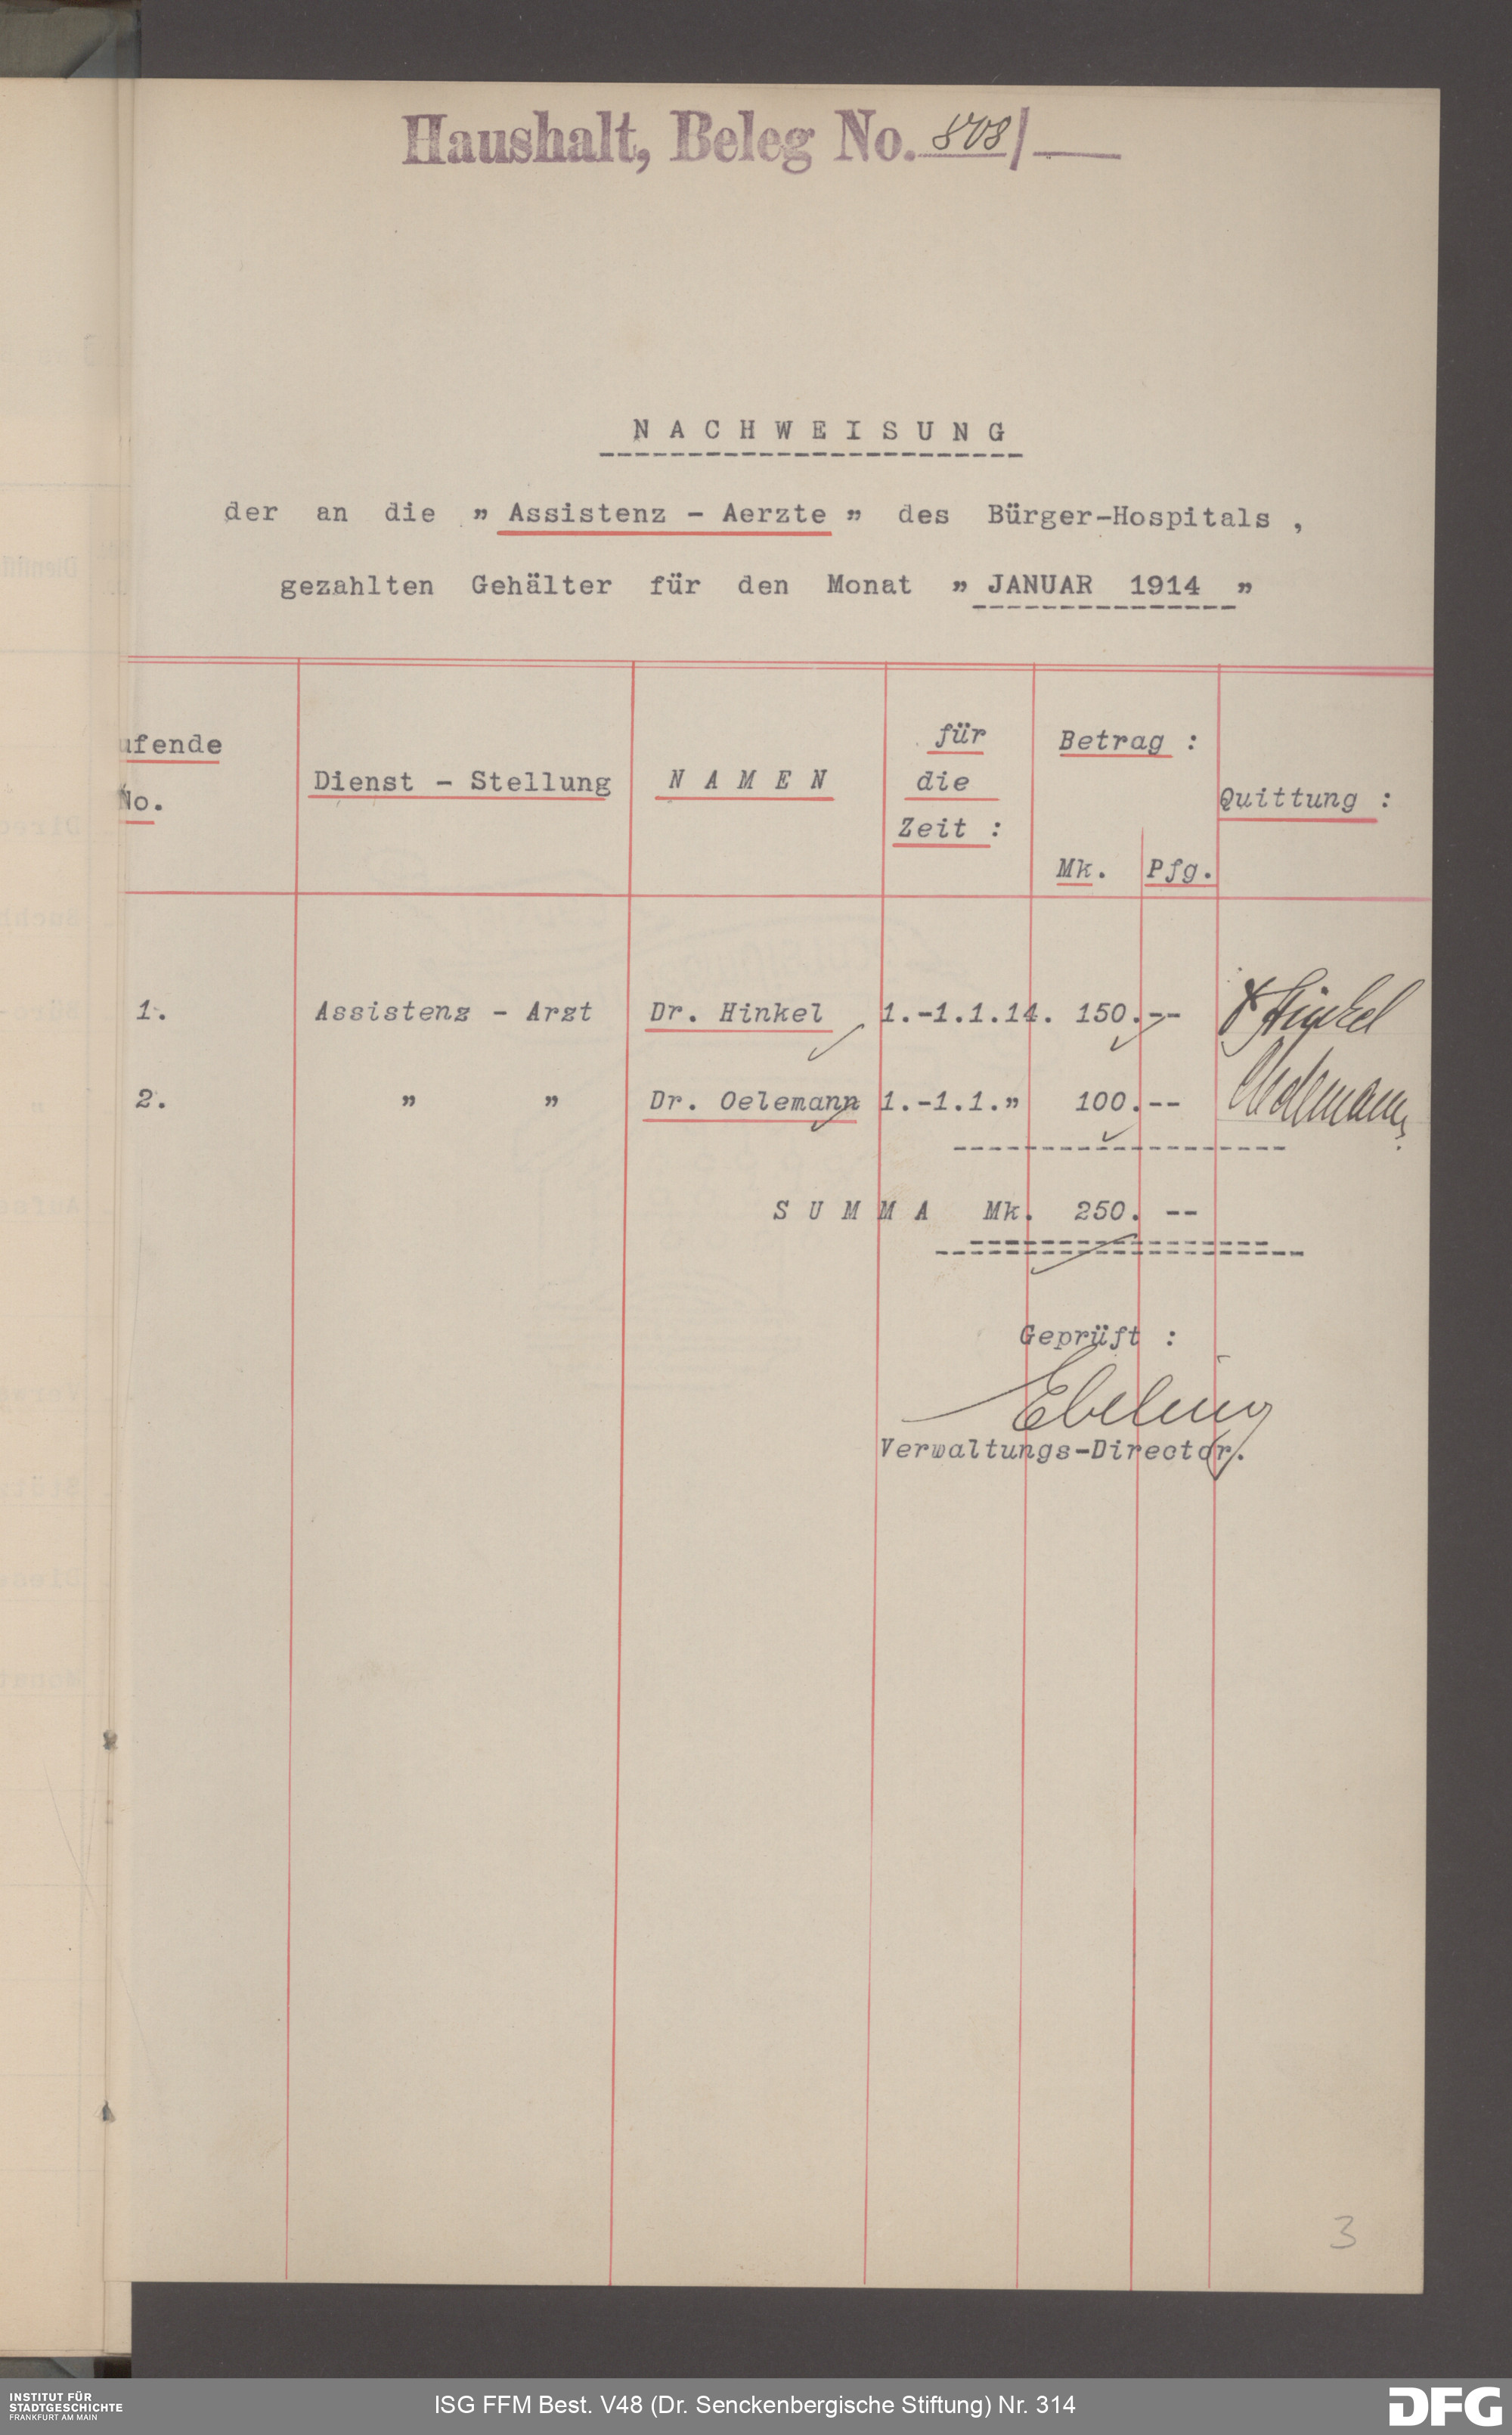 Haushalt, Beleg No. 808/
NACHWEISUNG
der an die „ Assistenz - Aerzte " des Bürger-Hospitals ,
gezahlten Gehälter für den Monat „ JANUAR 1914 "
ufende No.
Dienst - Stellung
NAMEN
für die Zeit :
Betrag :
Mk. Pfg.
Quittung :
1. Assistenz - Arzt Dr. Hinkel 1.-1.1.14. 150.-- Hinkel
2. " " Dr. Oelemann 1.-1.1." 100.-- Oelemann
SUMMA Mk. 250. --
Geprüft :
Ebeling
Verwaltungs-Director.
3
INSTITUT FÜR
STADTGESCHICHTE
FRANKFURT AM MAIN
ISG FFM Best. V48 (Dr. Senckenbergische Stiftung) Nr. 314
DFG